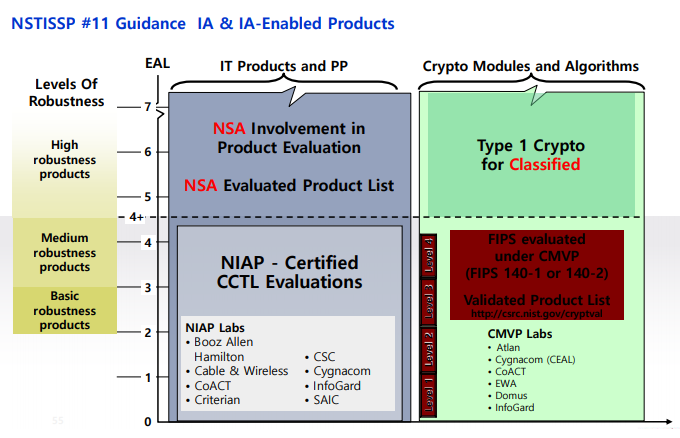 NSTISSP #11 Guidance  IA & IA-Enabled Products
EAL
IT Products and PP
Crypto Modules and Algorithms
Levels Of
Robustness
High
robustness
products
Medium
robustness
products
Basic
robustness
products
7
6
5
4+
4
3
2
1
0
NSA Involvement in
Product Evaluation
NSA Evaluated Product List
NIAP - Certified
CCTL Evaluations
NIAP Labs
• Booz Allen
Hamilton
• Cable & Wireless
• CoACT
• Criterian
• CSC
• Cygnacom
• InfoGard
• SAIC
Type 1 Crypto
for Classified
Level 4
Level 3
Level 2
Level 1
FIPS evaluated
under CMVP
(FIPS 140-1 or 140-2)
Validated Product List
http://csrc.nist.gov/cryptval
CMVP Labs
• Atlan
• Cygnacom (CEAL)
• CoACT
• EWA
• Domus
• InfoGard
55